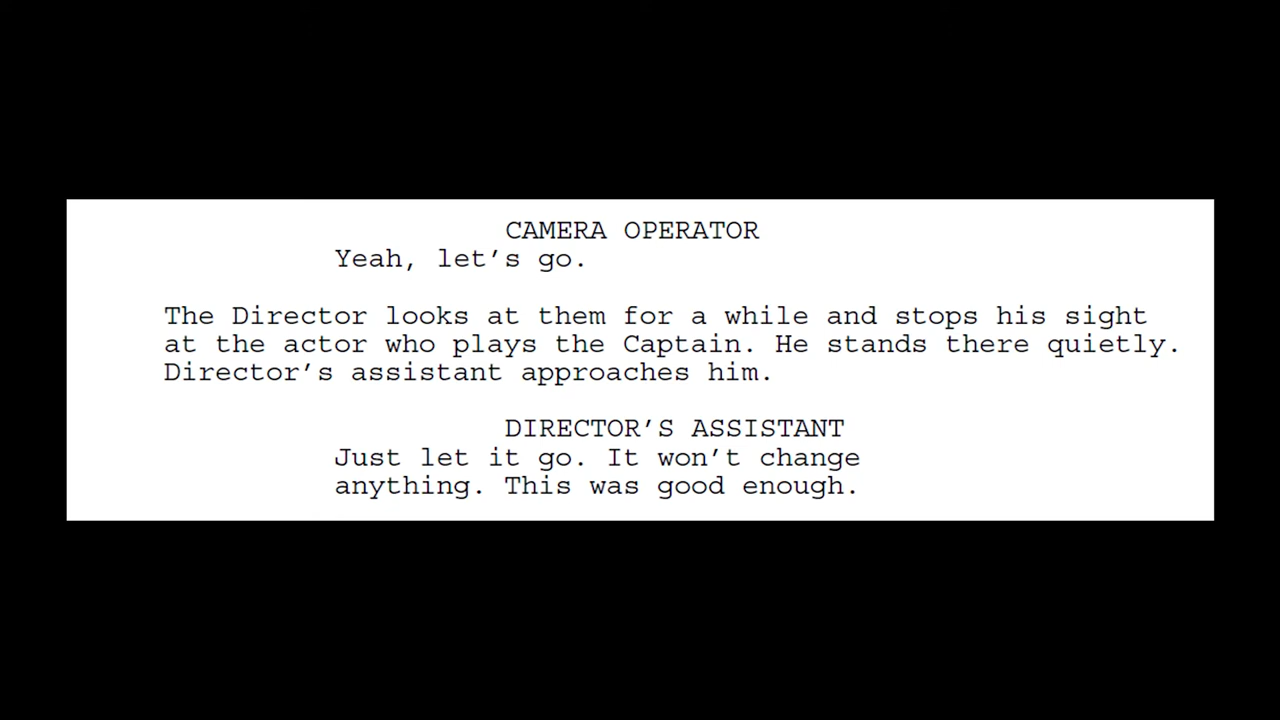 CAMERA OPERATOR
Yeah, let’s go.
The Director looks at them for a while and stops his sight
at the actor who plays the Captain. He stands there quietly.
Director’s assistant approaches him.
DIRECTOR’S ASSISTANT
Just let it go. It won’t change
anything. This was good enough.